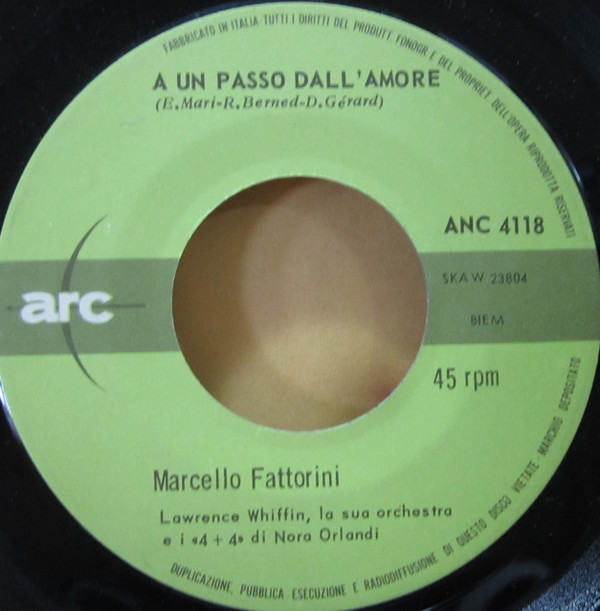 FABBRICATO IN ITALIA-TUTTI I DIRITTI DEL PRODUTT. FONOGR. E DEL PROPRIET. DELL'OPERA RIPRODOTTA RISERVATI
A UN PASSO DALL'AMORE
(E.Mari-R.Berned-D.Gérard)
ANC 4118
SKAW 23804
arc
BIEM
45 rpm
Marcello Fattorini
Lawrence Whiffin, la sua orchestra
e i «4+4» di Nora Orlandi
DUPLICAZIONE, PUBBLICA ESECUZIONE E RADIODIFFUSIONE DI QUESTO DISCO VIETATE-MARCHIO DEPOSITATO